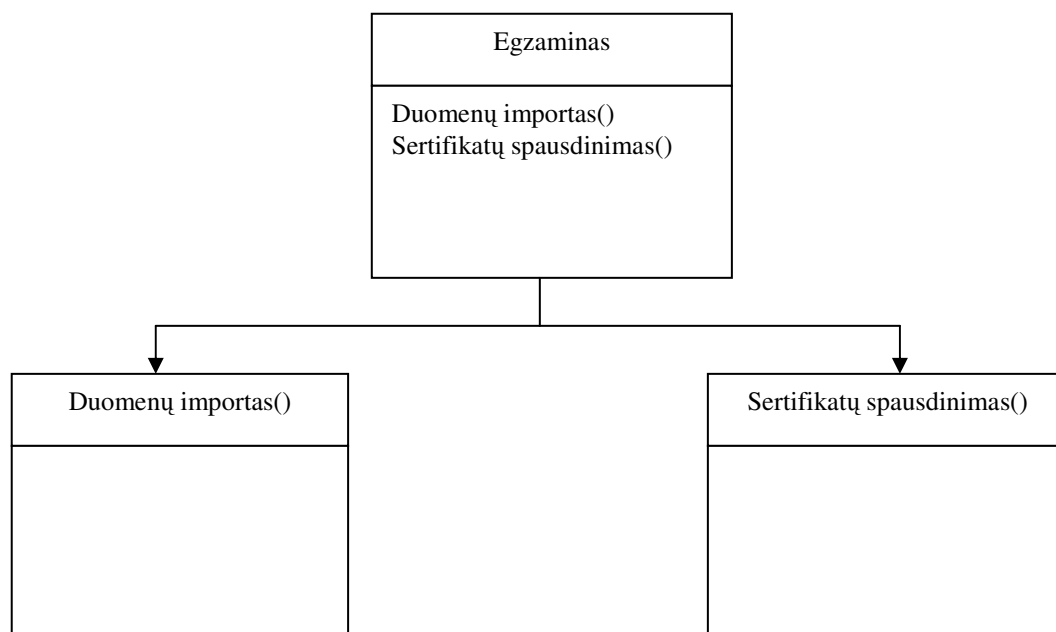 Egzaminas
Duomenų importas()
Sertifikatų spausdinimas()
Duomenų importas()
Sertifikatų spausdinimas()